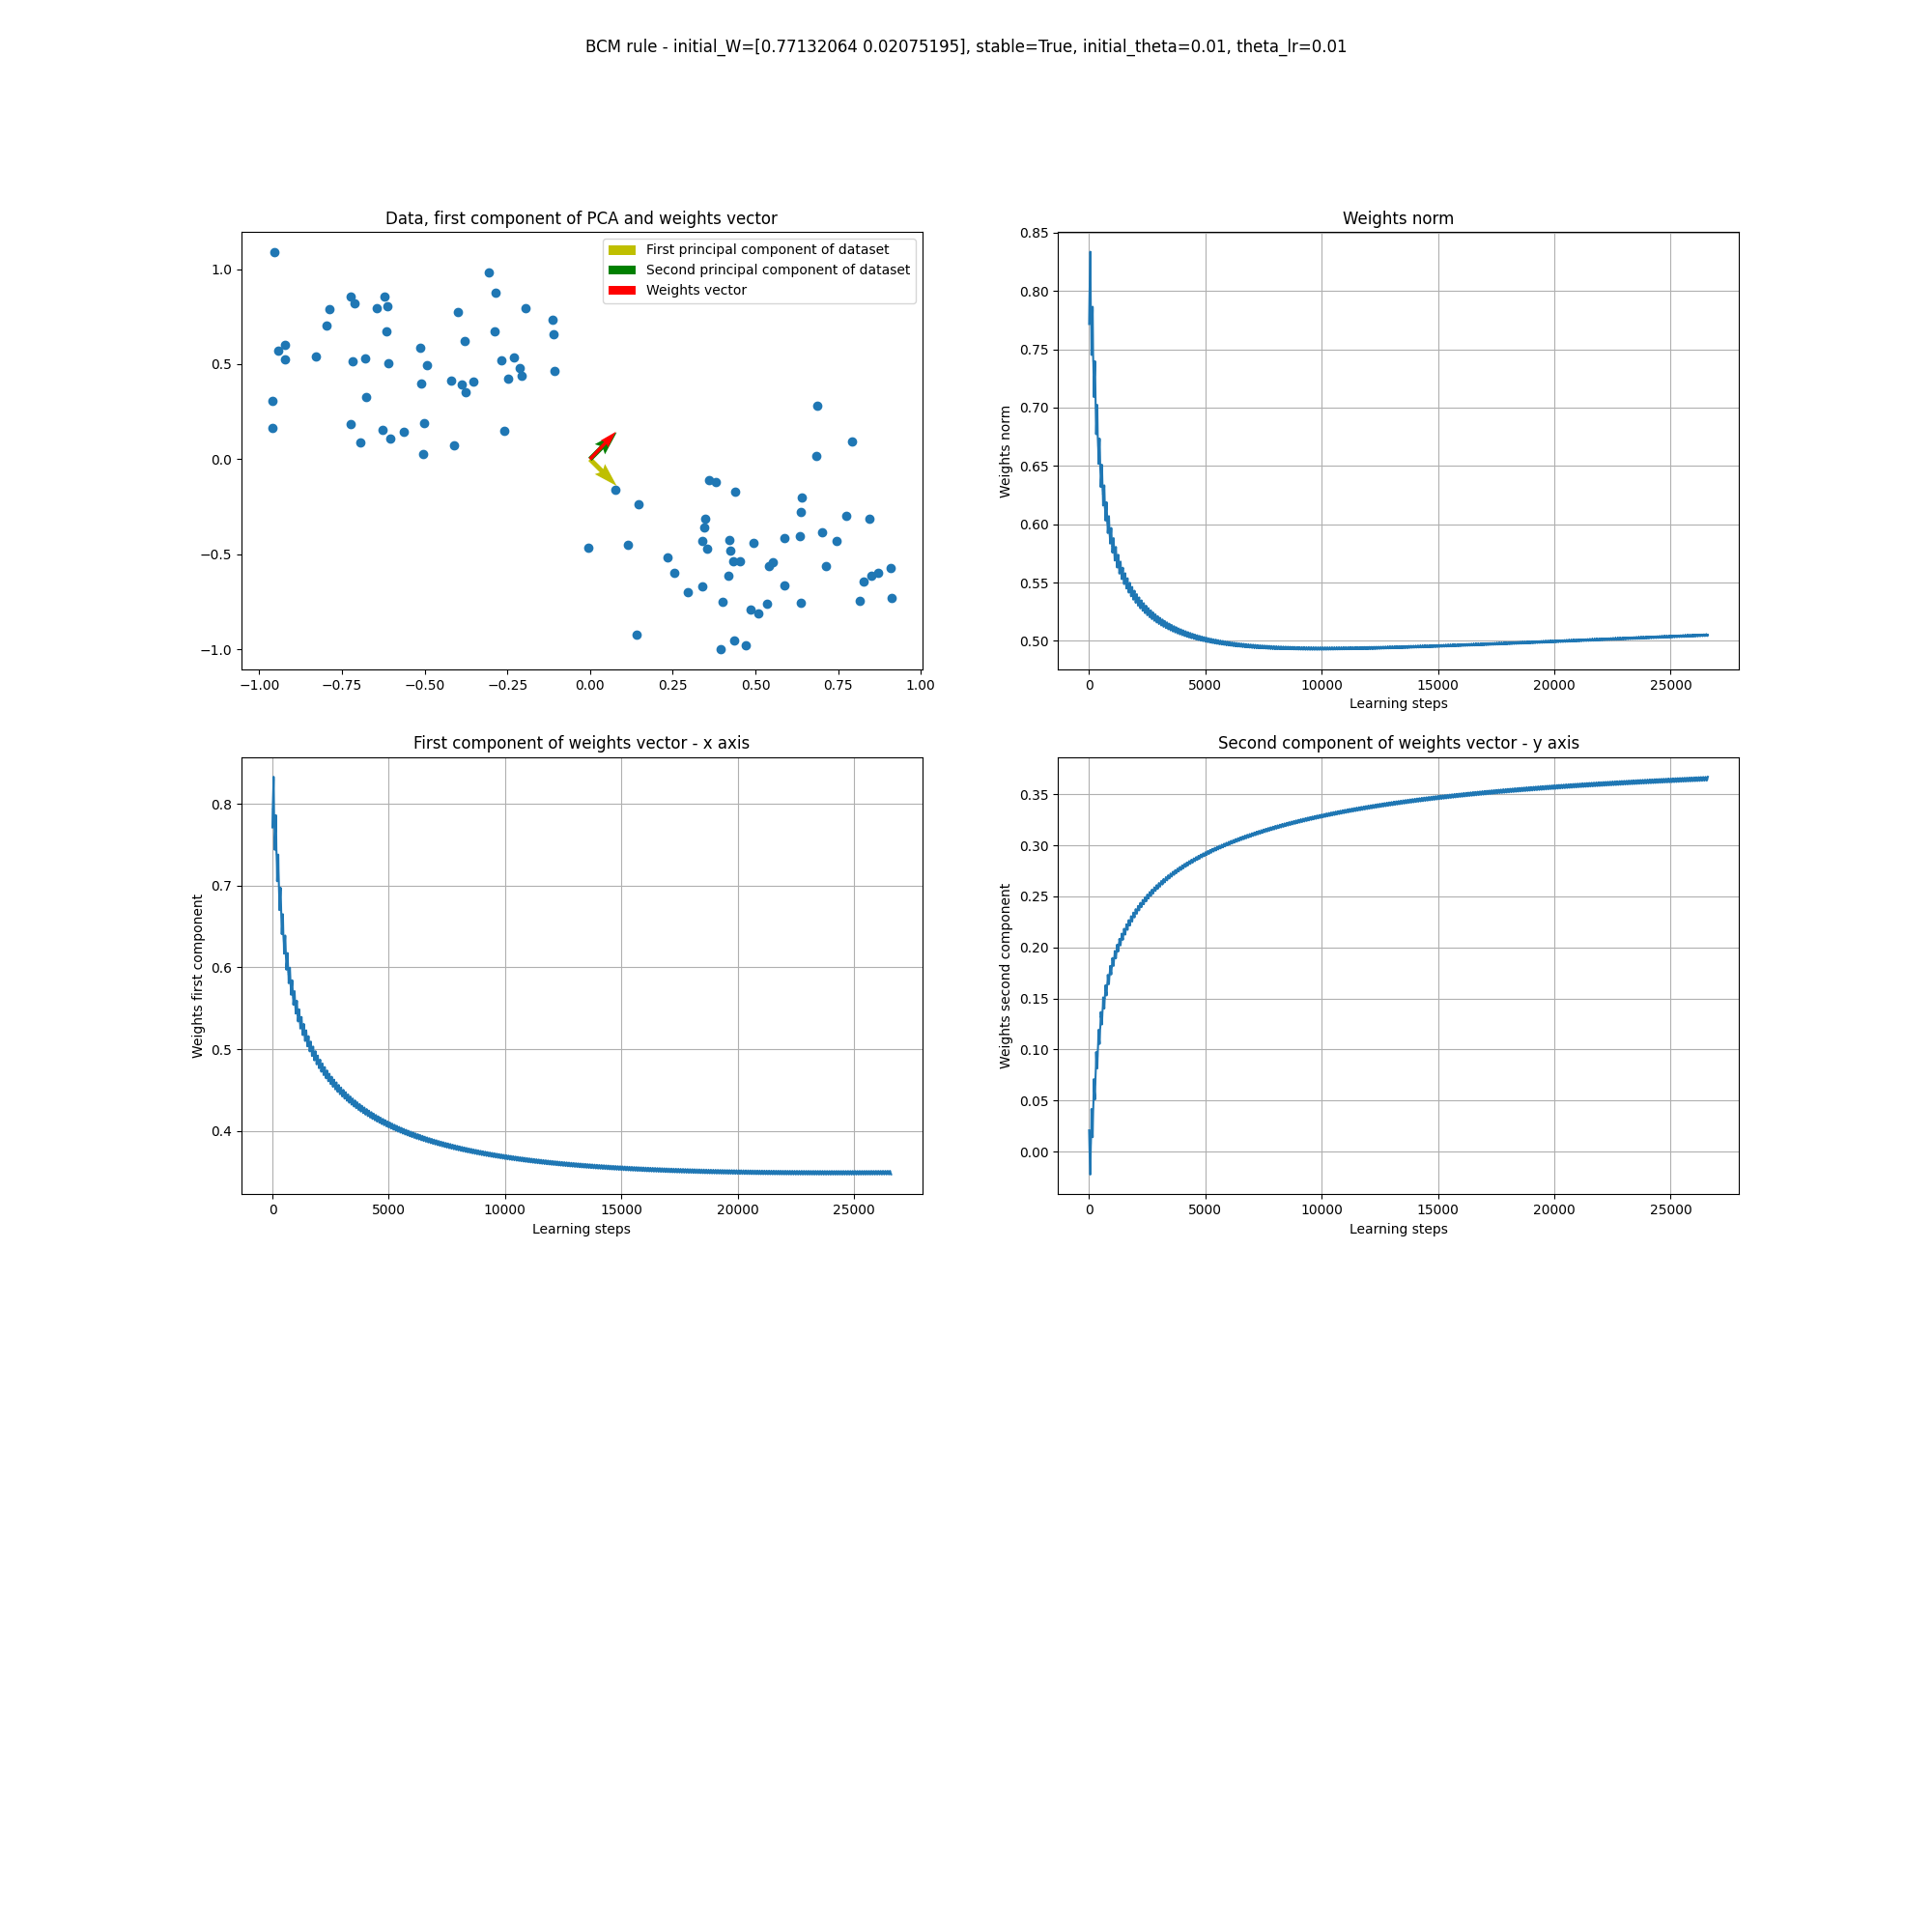 BCM rule - initial_W=[0.77132064 0.02075195], stable=True, initial_theta=0.01, theta_lr=0.01
Data, first component of PCA and weights vector
First principal component of dataset
Second principal component of dataset
Weights vector
1.0
0.5
0.0
−0.5
−1.0
−1.00 −0.75 −0.50 −0.25 0.00 0.25 0.50 0.75 1.00
Weights norm
Weights norm
0.85
0.80
0.75
0.70
0.65
0.60
0.55
0.50
0 5000 10000 15000 20000 25000
Learning steps
First component of weights vector - x axis
Weights first component
0.8
0.7
0.6
0.5
0.4
0 5000 10000 15000 20000 25000
Learning steps
Second component of weights vector - y axis
Weights second component
0.35
0.30
0.25
0.20
0.15
0.10
0.05
0.00
0 5000 10000 15000 20000 25000
Learning steps